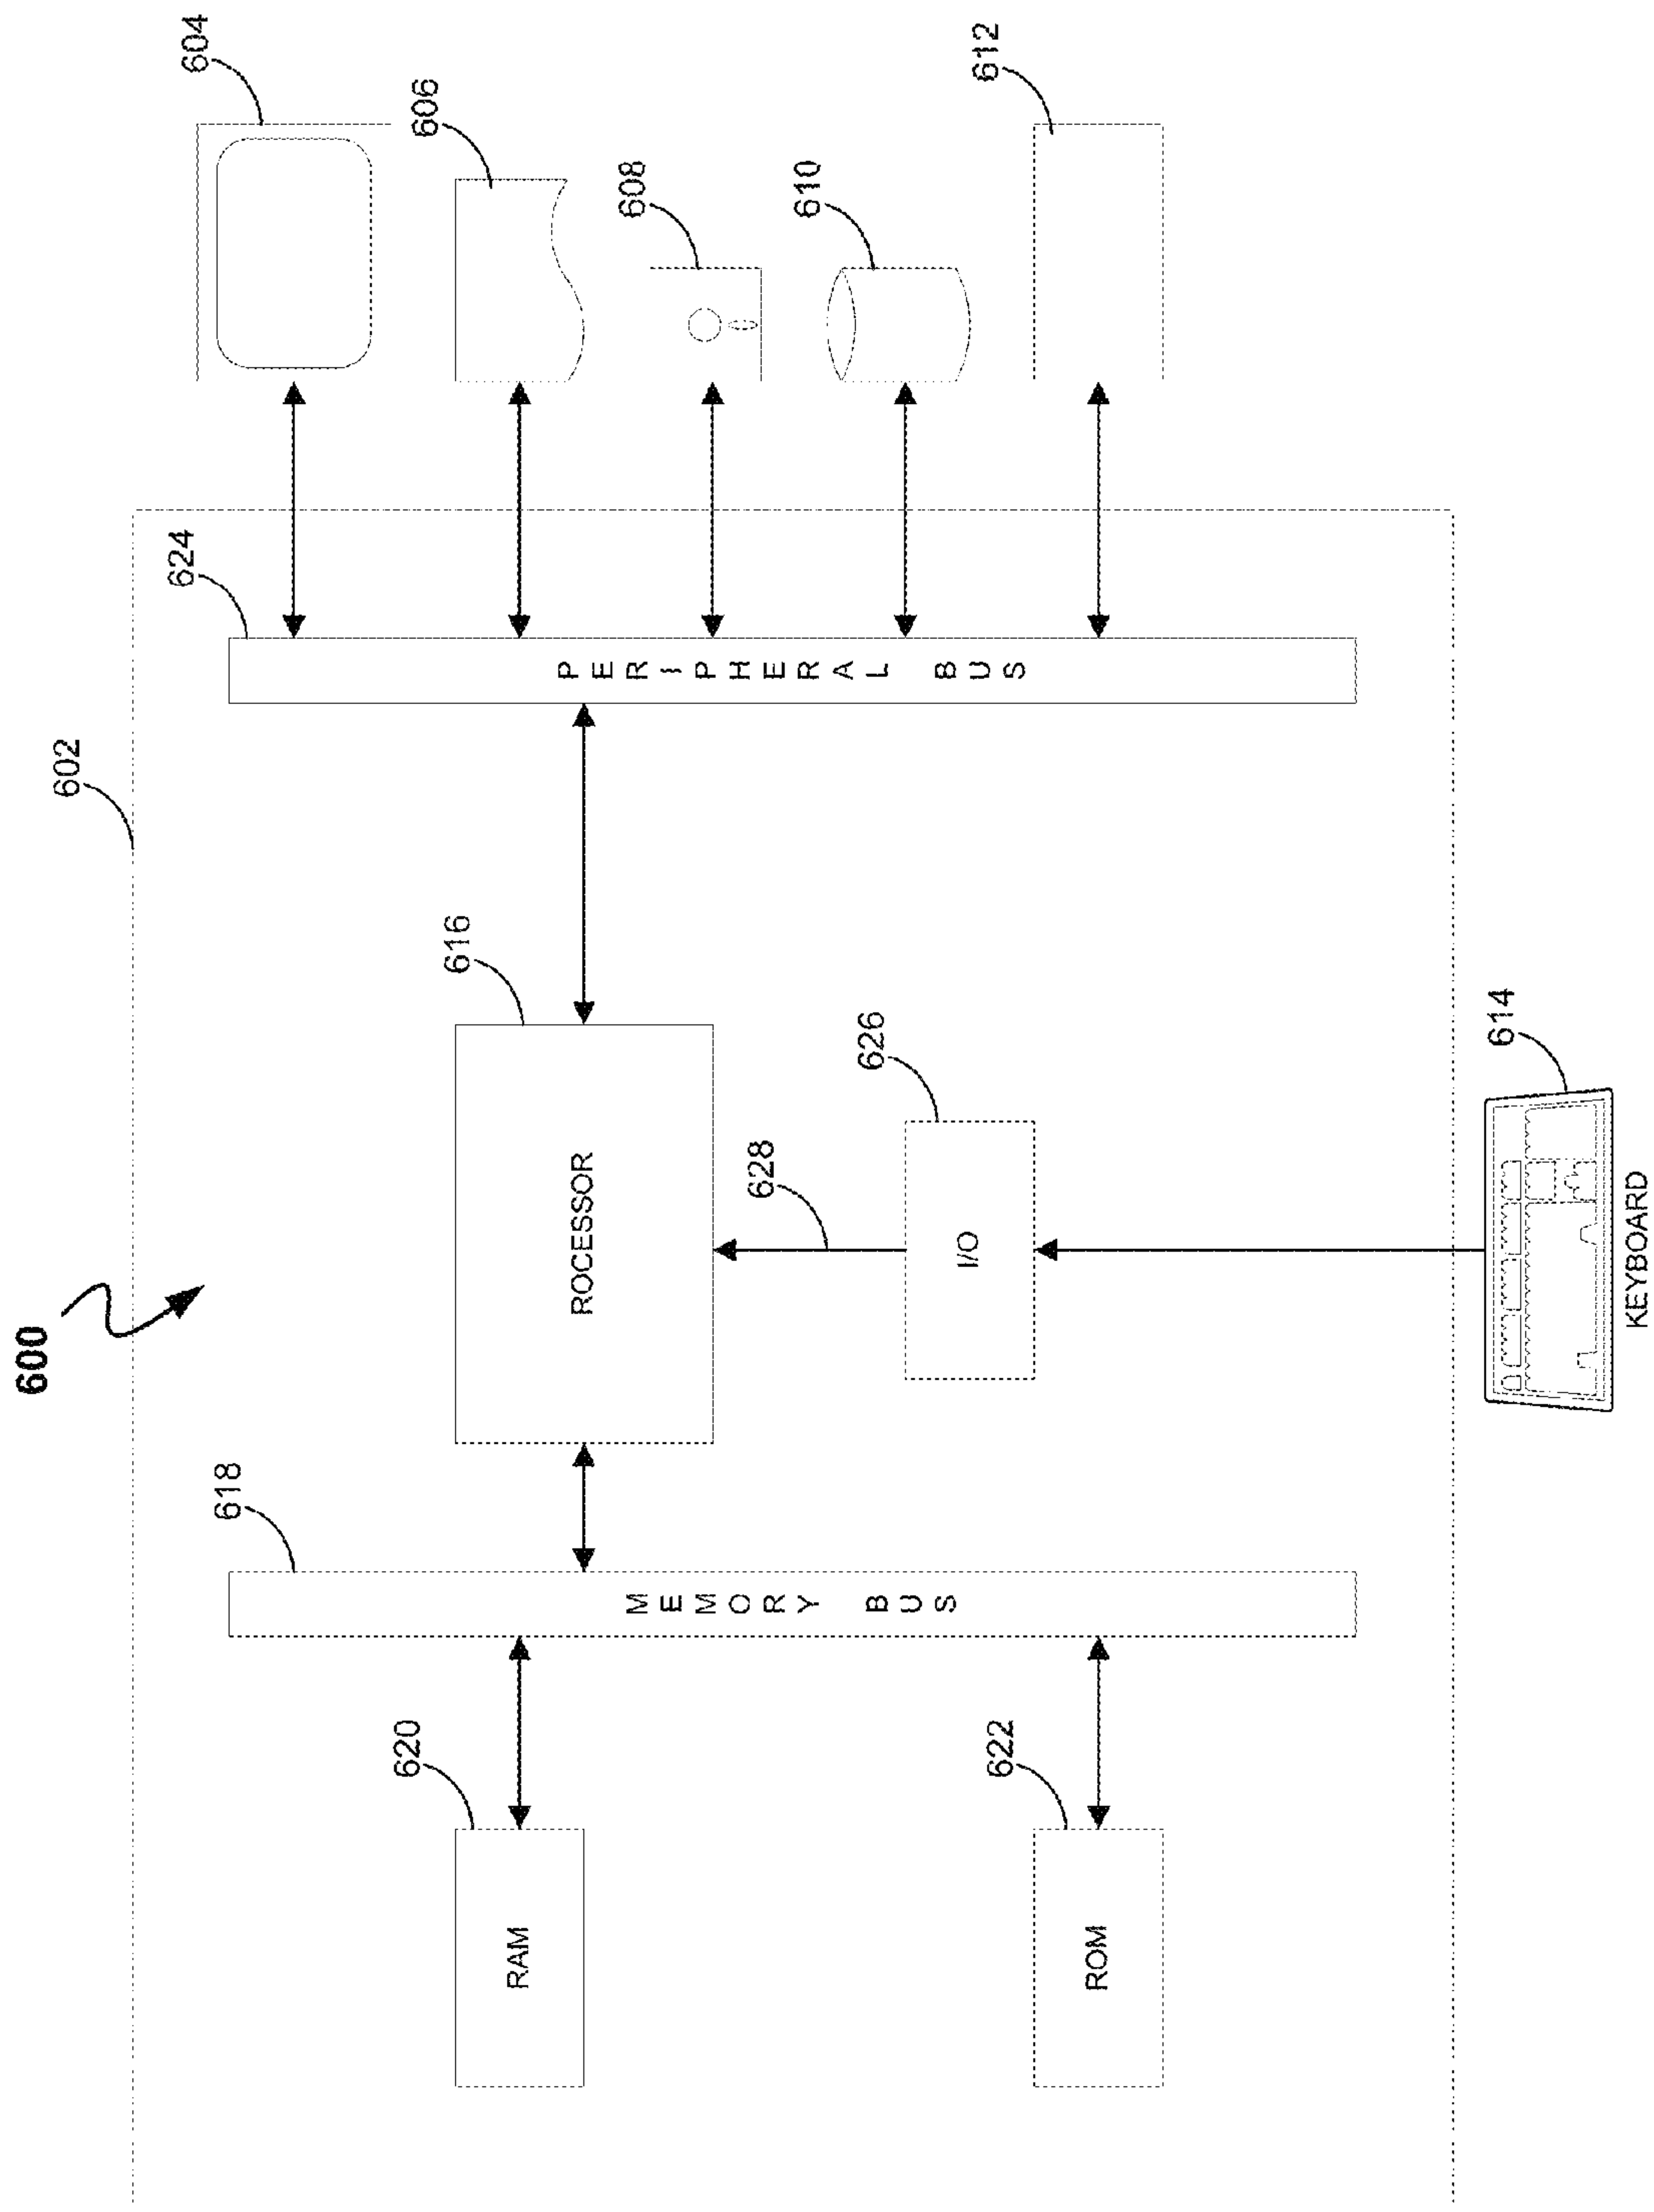 600
602
624
604
618
620
606
616
RAM
ROCESSOR
MEMORY BUS
PERIPHERAL BUS
608
628
610
626
I/O
622
612
ROM
614
KEYBOARD